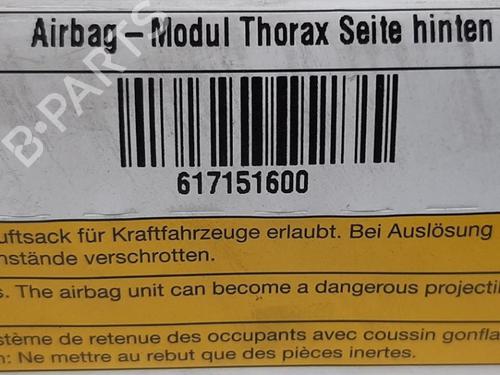 Airbag – Modul Thorax Seite hinten
617151600
uftsack für Kraftfahrzeuge erlaubt. Bei Auslösung
nstände verschrotten.
s. The airbag unit can become a dangerous projectil
stème de retenue des occupants avec coussin gonfla
n: Ne mettre au rebut que des pièces inertes.
B-PARTS